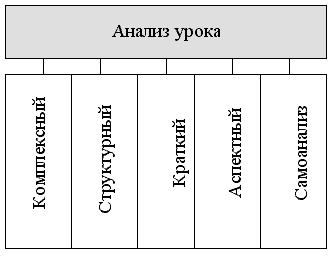 Анализ урока
Комплексный
Структурный
Краткий
Аспектный
Самоанализ